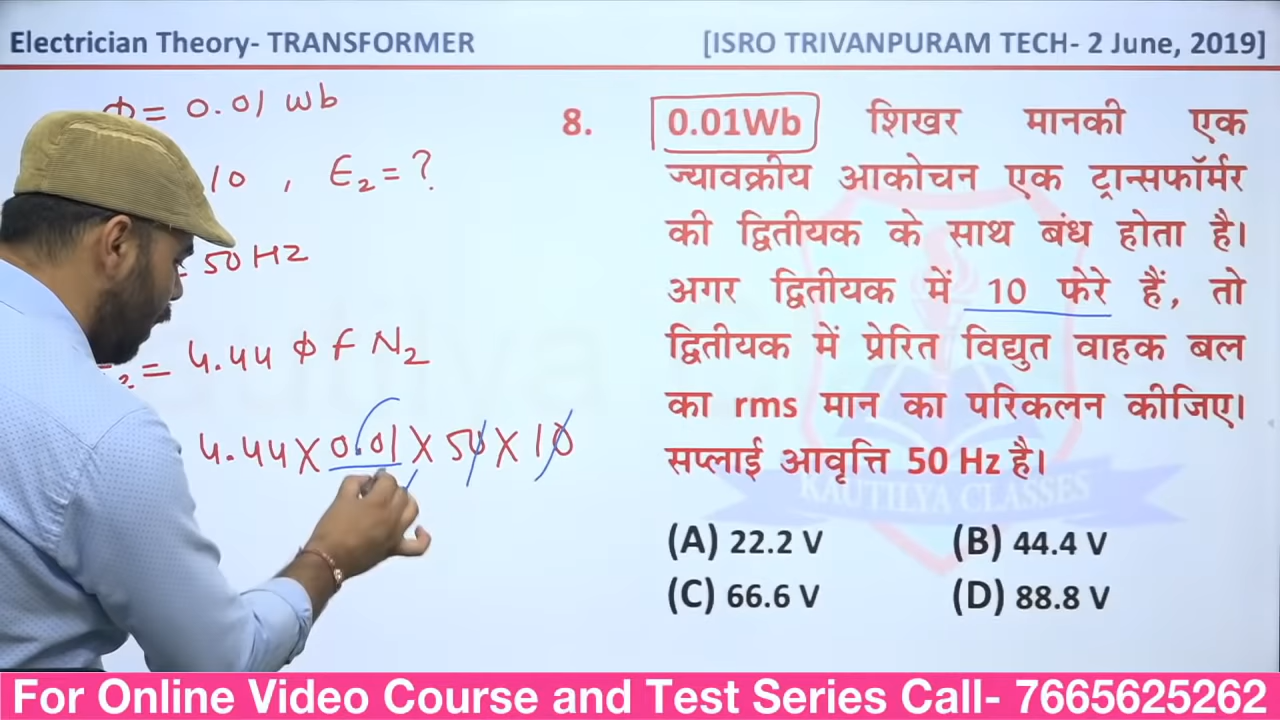 Electrician Theory- TRANSFORMER
[ISRO TRIVANPURAM TECH- 2 June, 2019]
Φ = 0.01 wb
10 , E₂ = ?
= 50 Hz
₂ = 4.44 Φ f N₂
4.44 X 0.01 X 50 X 10
8. 0.01Wb शिखर मानकी एक
ज्यावक्रीय आकोचन एक ट्रान्सफॉर्मर
की द्वितीयक के साथ बंध होता है।
अगर द्वितीयक में 10 फेरे हैं, तो
द्वितीयक में प्रेरित विद्युत वाहक बल
का rms मान का परिकलन कीजिए।
सप्लाई आवृत्ति 50 Hz है।
KAUTILYA CLASSES
(A) 22.2 V (B) 44.4 V
(C) 66.6 V (D) 88.8 V
For Online Video Course and Test Series Call- 7665625262